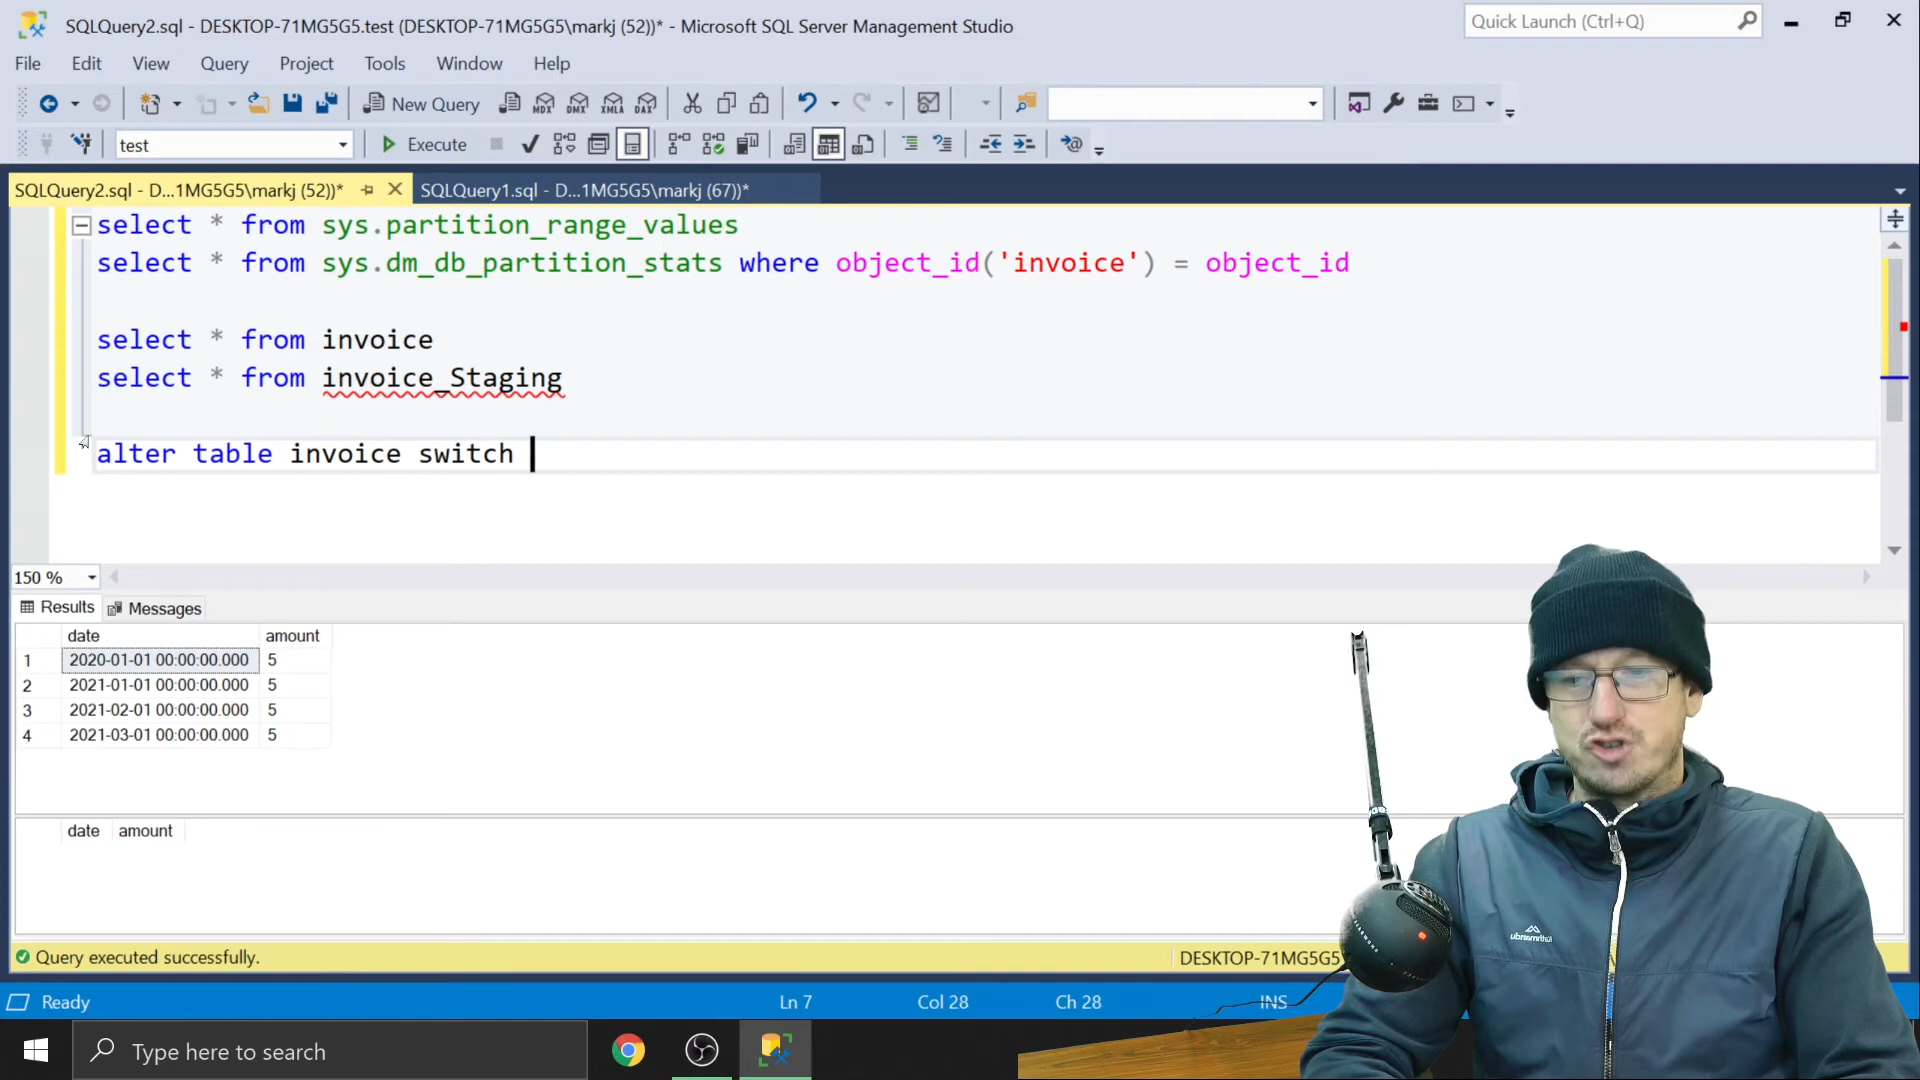 SQLQuery2.sql - DESKTOP-71MG5G5.test (DESKTOP-71MG5G5\markj (52))* - Microsoft SQL Server Management Studio
Quick Launch (Ctrl+Q)
File Edit View Query Project Tools Window Help
New Query MDX DMX XMLA DAX
test Execute
SQLQuery2.sql - D...1MG5G5\markj (52))* SQLQuery1.sql - D...1MG5G5\markj (67))*
select * from sys.partition_range_values
select * from sys.dm_db_partition_stats where object_id('invoice') = object_id
select * from invoice
select * from invoice_Staging
alter table invoice switch
150 %
Results Messages
date amount
1 2020-01-01 00:00:00.000 5
2 2021-01-01 00:00:00.000 5
3 2021-02-01 00:00:00.000 5
4 2021-03-01 00:00:00.000 5
date amount
Query executed successfully.
DESKTOP-71MG5G5
Ready Ln 7 Col 28 Ch 28 INS
Type here to search